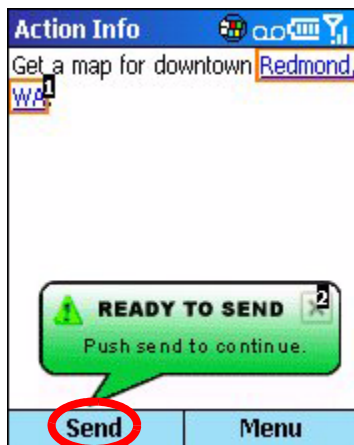 Action Info
Get a map for downtown Redmond,
WA.
1
2
READY TO SEND
Push send to continue.
Send Menu